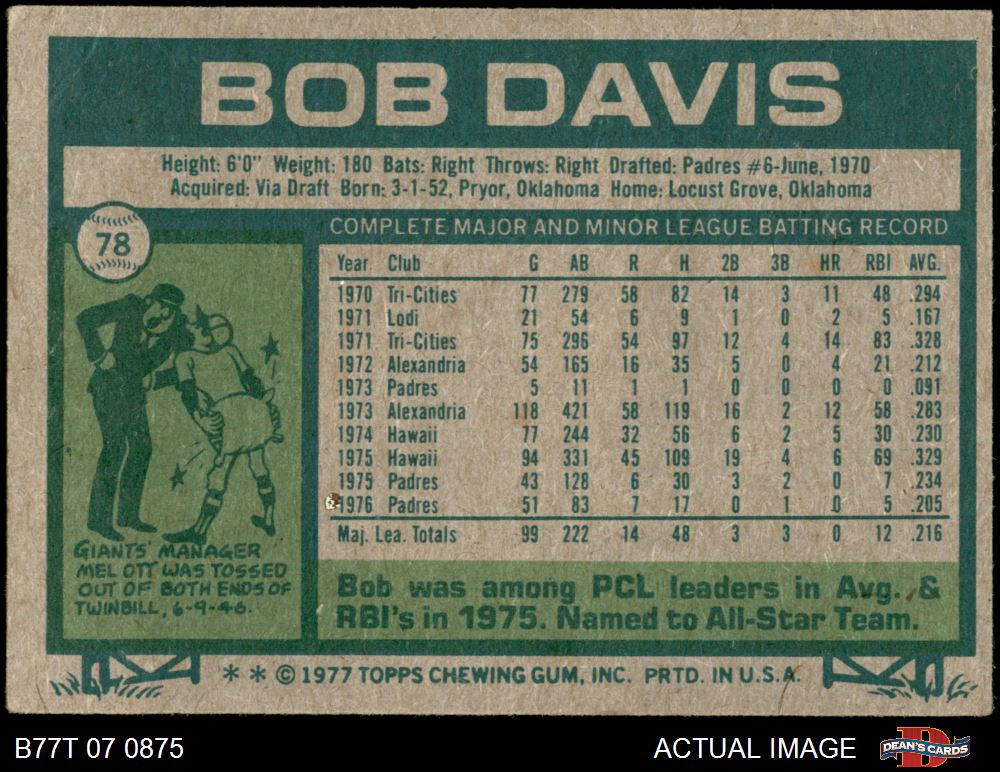 BOB DAVIS
Height: 6'0" Weight: 180 Bats: Right Throws: Right Drafted: Padres #6-June, 1970
Acquired: Via Draft Born: 3-1-52, Pryor, Oklahoma Home: Locust Grove, Oklahoma
78
COMPLETE MAJOR AND MINOR LEAGUE BATTING RECORD
Year Club G AB R H 2B 3B HR RBI AVG.
1970 Tri-Cities 77 279 58 82 14 3 11 48 .294
1971 Lodi 21 54 6 9 1 0 2 5 .167
1971 Tri-Cities 75 296 54 97 12 4 14 83 .328
1972 Alexandria 54 165 16 35 5 0 4 21 .212
1973 Padres 5 11 1 1 0 0 0 0 .091
1973 Alexandria 118 421 58 119 16 2 12 58 .283
1974 Hawaii 77 244 32 56 6 2 5 30 .230
1975 Hawaii 94 331 45 109 19 4 6 69 .329
1975 Padres 43 128 6 30 3 2 0 7 .234
1976 Padres 51 83 7 17 0 1 0 5 .205
Maj. Lea. Totals 99 222 14 48 3 3 0 12 .216
GIANTS' MANAGER
MEL OTT WAS TOSSED
OUT OF BOTH ENDS OF
TWINBILL, 6-9-46.
Bob was among PCL leaders in Avg. &
RBI's in 1975. Named to All-Star Team.
** © 1977 TOPPS CHEWING GUM, INC. PRTD. IN U.S.A.
B77T 07 0875
ACTUAL IMAGE
D
DEAN'S CARDS